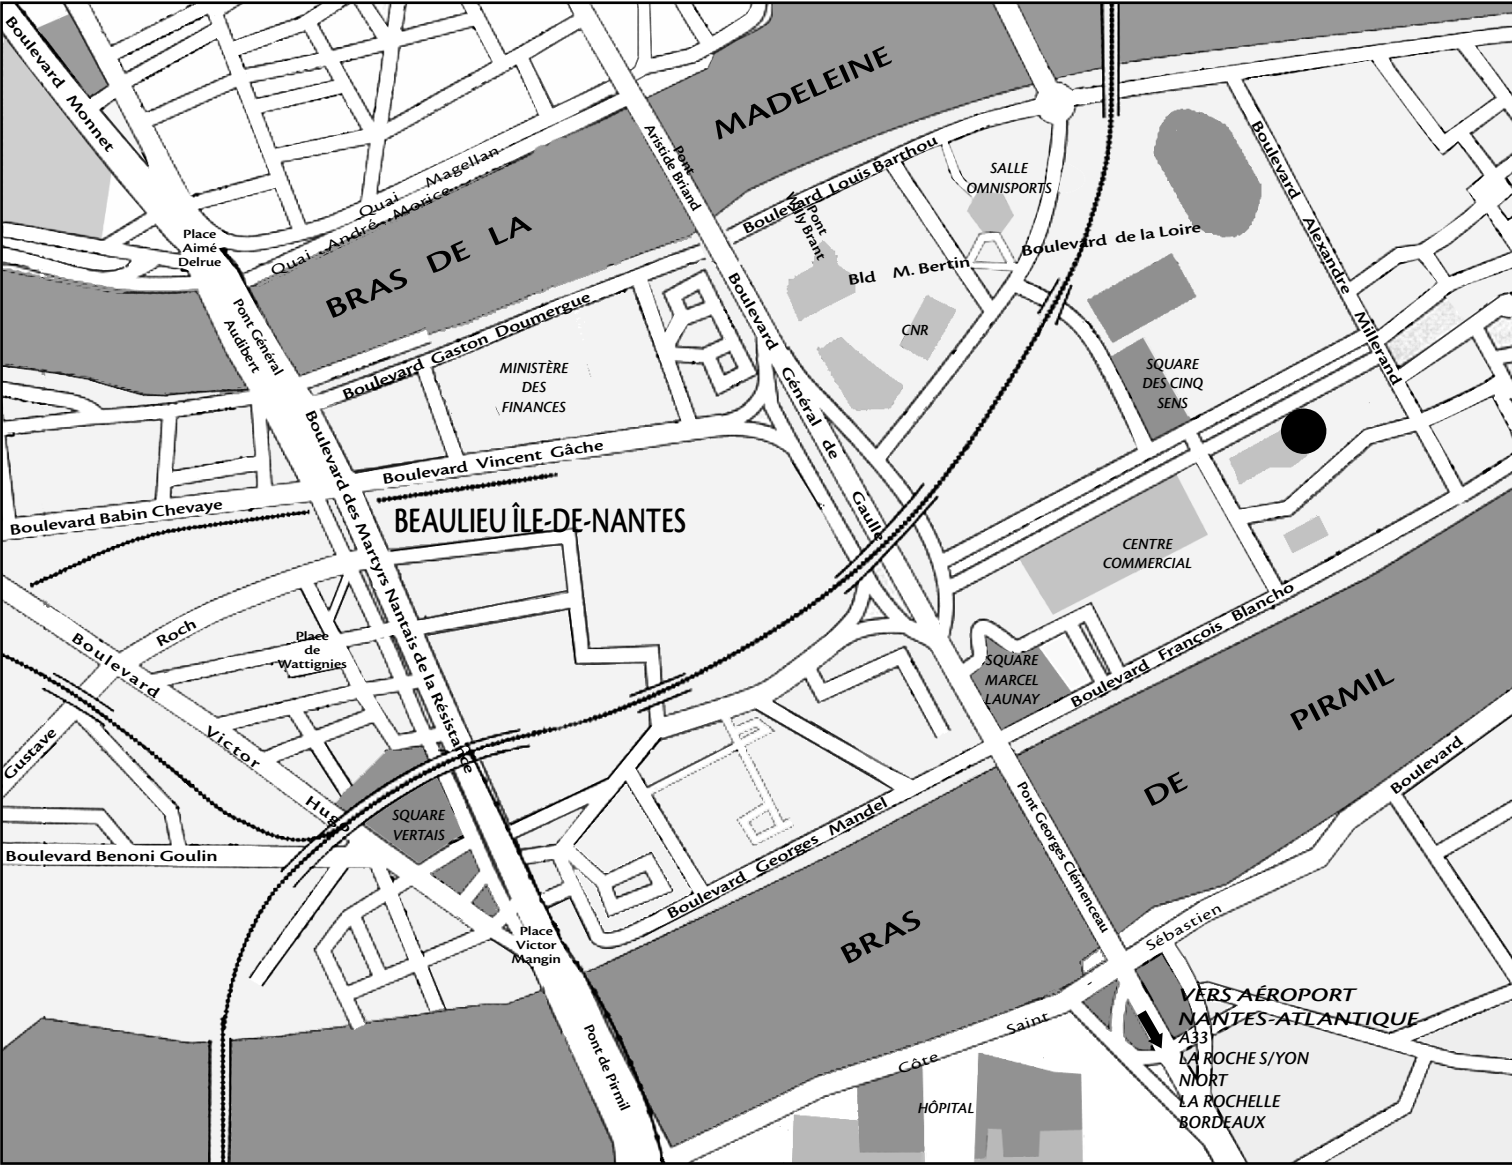 Boulevard Monnet
MADELEINE
Pont
Aristide Briand
Quai Magellan
Quai André Morice
Boulevard Louis Barthou
SALLE
OMNISPORTS
Boulevard Alexandre Millerand
Place
Aimé
Delrue
BRAS DE LA
Pont
Willy Brant
Boulevard de la Loire
Bld M. Bertin
Pont Général
Audibert
Boulevard Gaston Doumergue
CNR
MINISTÈRE
DES
FINANCES
SQUARE
DES CINQ
SENS
Boulevard Général de Gaulle
Boulevard Vincent Gâche
Boulevard Babin Chevaye
BEAULIEU ÎLE-DE-NANTES
Boulevard des Martyrs Nantais de la Résistance
CENTRE
COMMERCIAL
Boulevard François Blancho
Roch
Place
de
Wattignies
Boulevard Victor Hugo
SQUARE
MARCEL
LAUNAY
PIRMIL
Gustave
DE
Boulevard
SQUARE
VERTAIS
Boulevard Benoni Goulin
Boulevard Georges Mandel
Pont Georges Clémenceau
BRAS
Place
Victor
Mangin
Sébastien
VERS AÉROPORT
NANTES-ATLANTIQUE
A33
LA ROCHE S/YON
NIORT
LA ROCHELLE
BORDEAUX
Saint
Côte
Pont de Pirmil
HÔPITAL